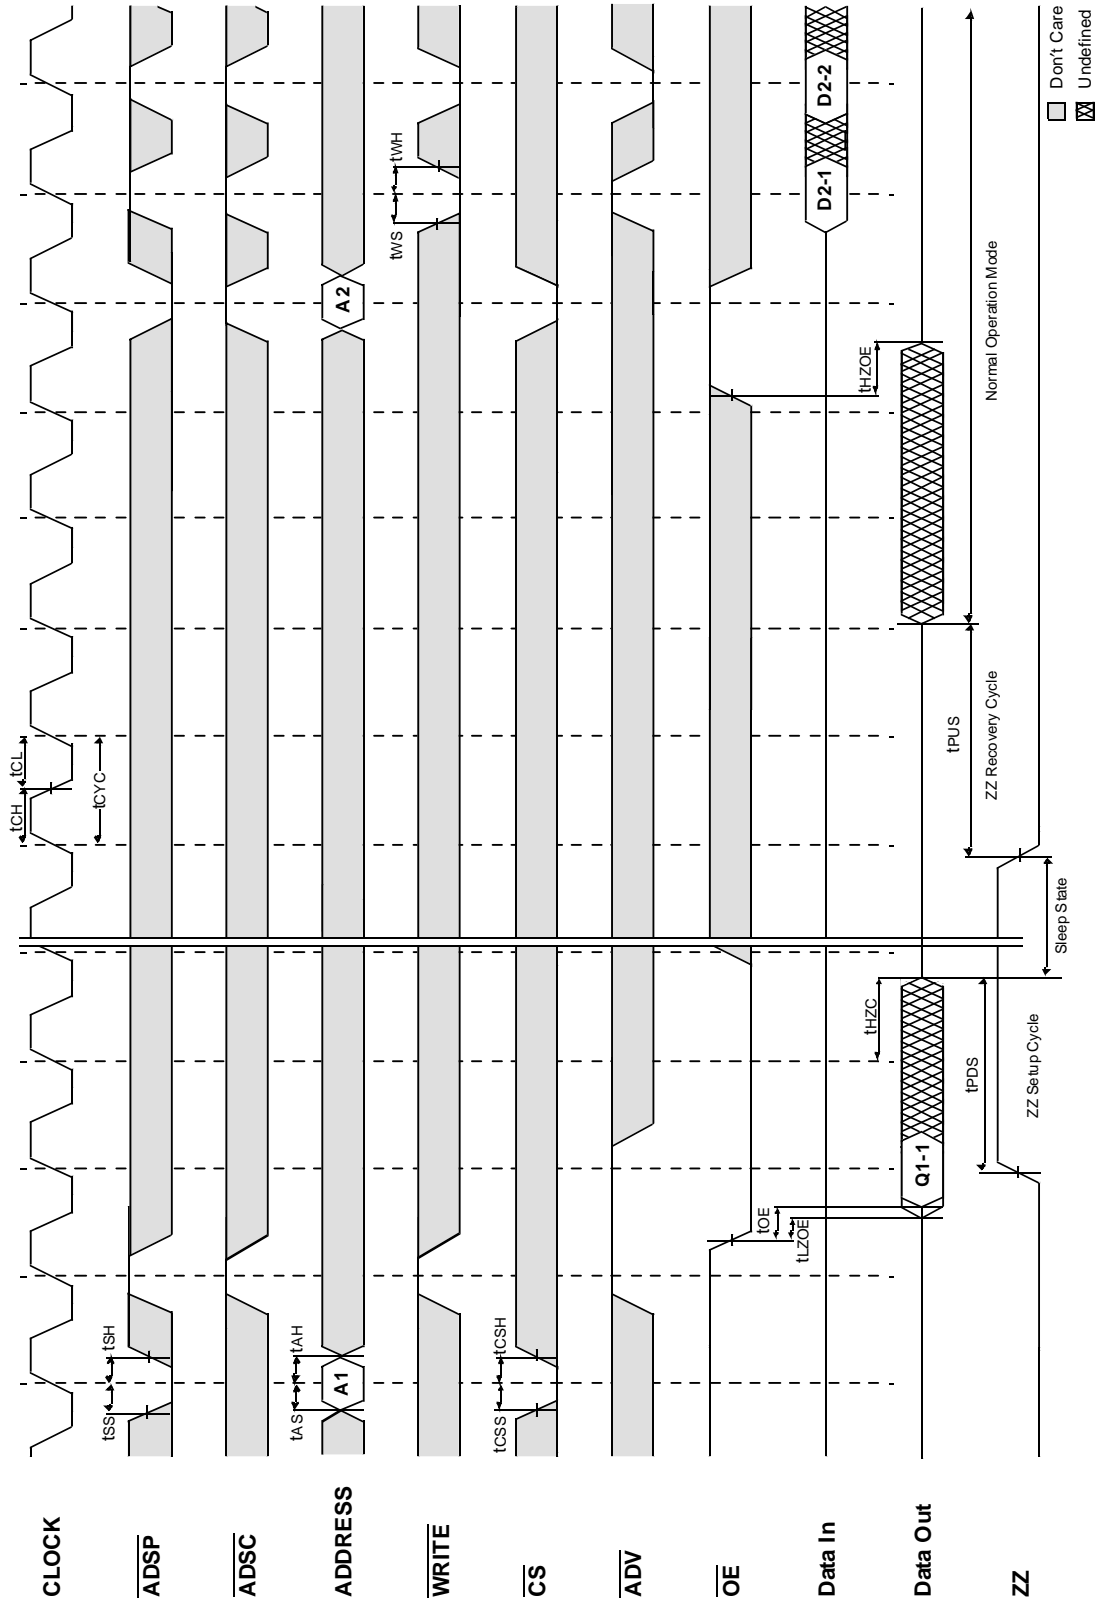 CLOCK
tCH
tCL
tCYC
ADSP
tSS
tSH
ADSC
ADDRESS
tAS
tAH
A1
A2
WRITE
tWS
tWH
CS
tCSS
tCSH
ADV
OE
tOE
tLZOE
Data In
D2-1
D2-2
Data Out
Q1-1
tHZC
tHZOE
ZZ
tPDS
ZZ Setup Cycle
Sleep State
tPUS
ZZ Recovery Cycle
Normal Operation Mode
Don't Care
Undefined